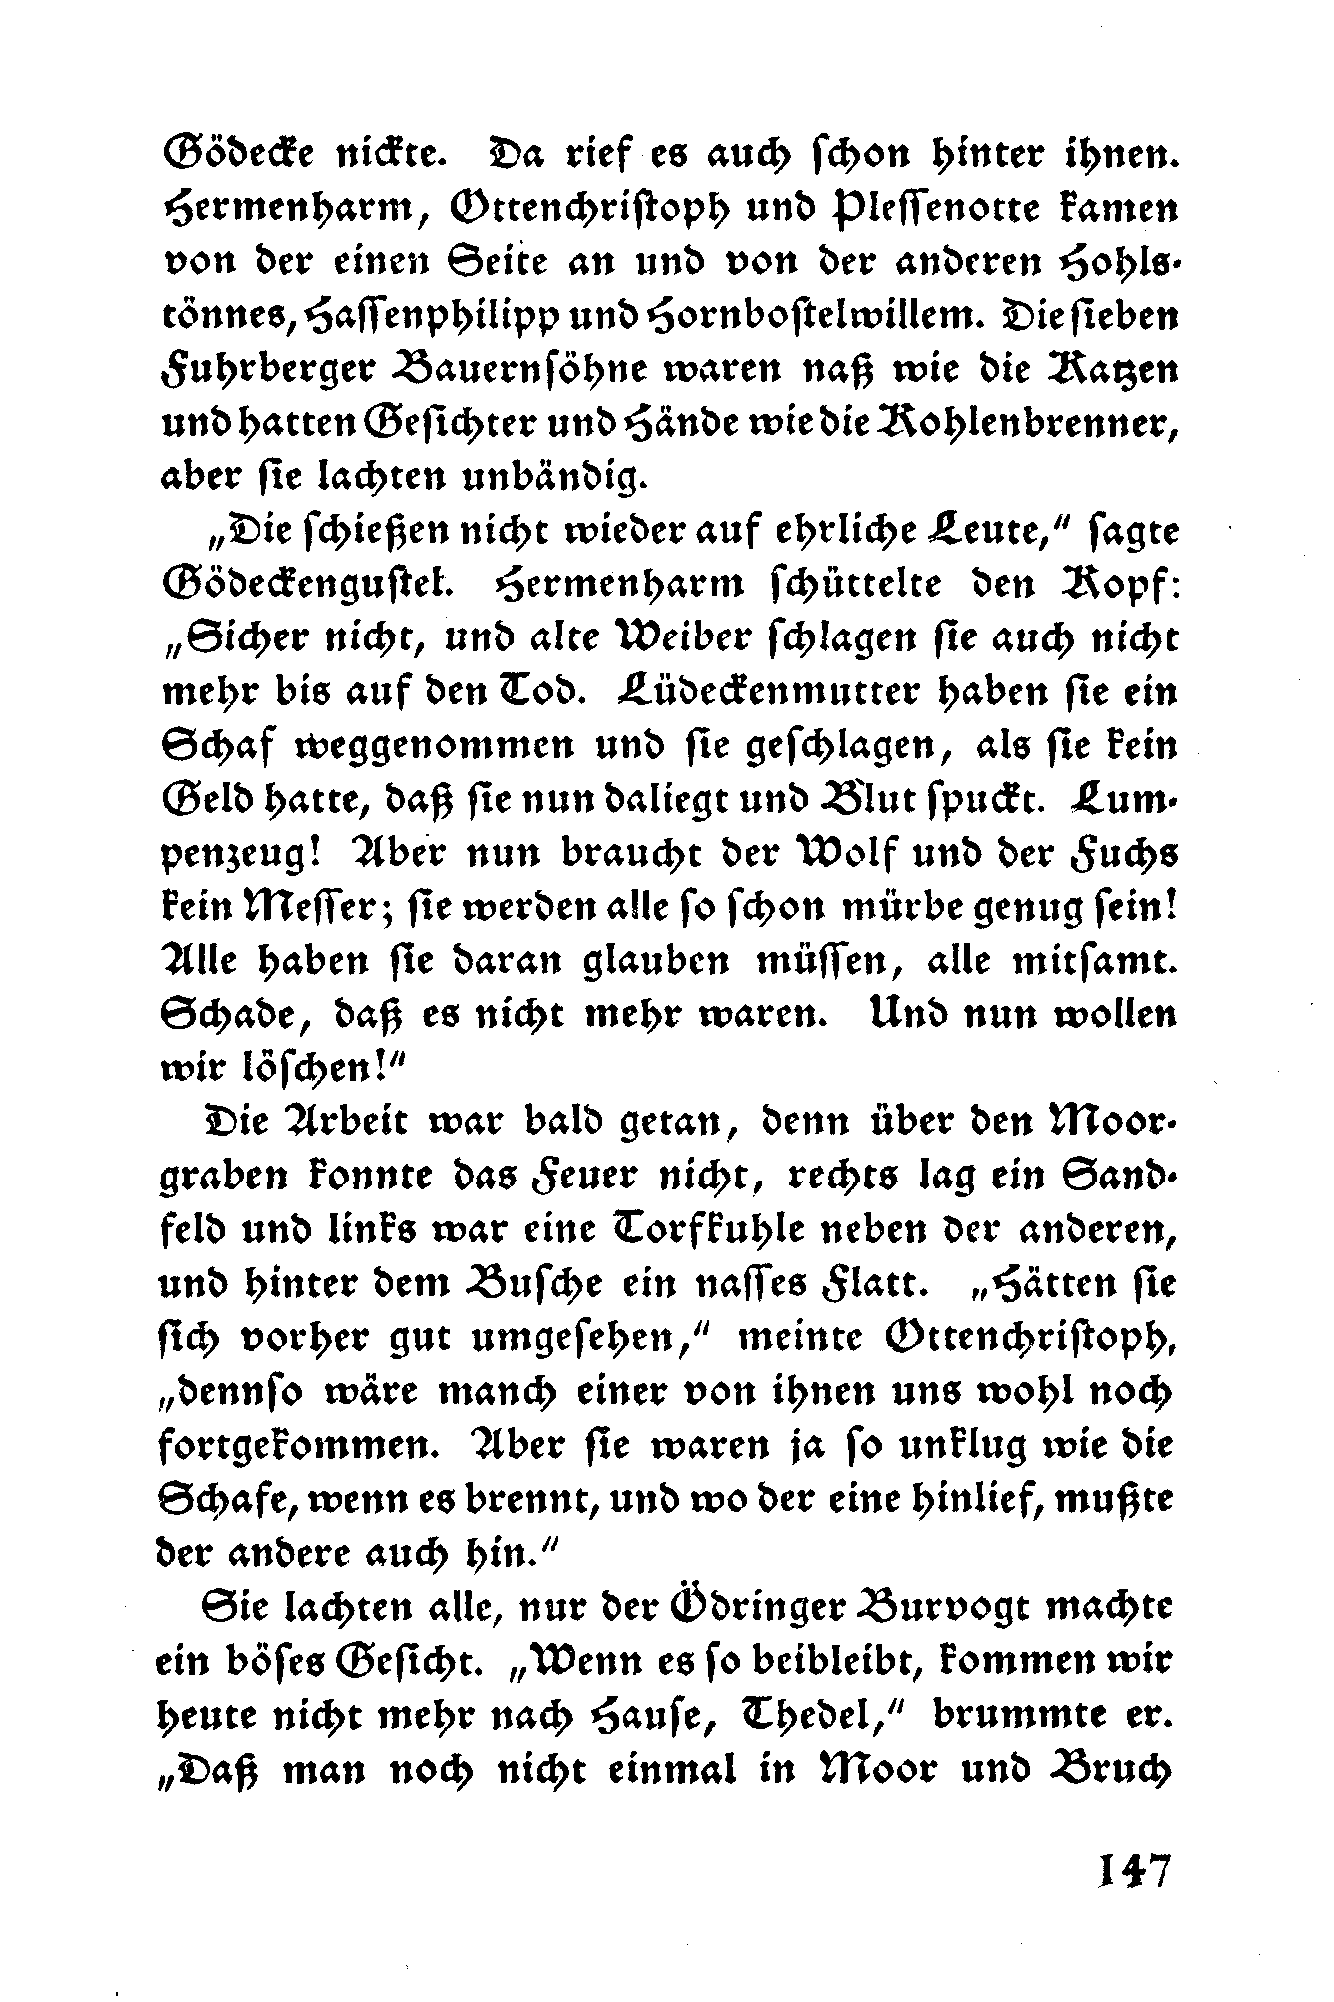 Gödecke nickte. Da rief es auch schon hinter ihnen.
Hermenharm, Ottenchristoph und Plessenotte kamen
von der einen Seite an und von der anderen Hohls-
tönnes, Hassenphilipp und Hornbostelwillem. Die sieben
Fuhrberger Bauernsöhne waren naß wie die Katzen
und hatten Gesichter und Hände wie die Kohlenbrenner,
aber sie lachten unbändig.
„Die schießen nicht wieder auf ehrliche Leute,“ sagte
Gödeckengustel. Hermenharm schüttelte den Kopf:
„Sicher nicht, und alte Weiber schlagen sie auch nicht
mehr bis auf den Tod. Lüdeckenmutter haben sie ein
Schaf weggenommen und sie geschlagen, als sie kein
Geld hatte, daß sie nun daliegt und Blut spuckt. Lum-
penzeug! Aber nun braucht der Wolf und der Fuchs
kein Messer; sie werden alle so schon mürbe genug sein!
Alle haben sie daran glauben müssen, alle mitsamt.
Schade, daß es nicht mehr waren. Und nun wollen
wir löschen!“
Die Arbeit war bald getan, denn über den Moor-
graben konnte das Feuer nicht, rechts lag ein Sand-
feld und links war eine Torfkuhle neben der anderen,
und hinter dem Busche ein nasses Flatt. „Hätten sie
sich vorher gut umgesehen,“ meinte Ottenchristoph,
„dennso wäre manch einer von ihnen uns wohl noch
fortgekommen. Aber sie waren ja so unklug wie die
Schafe, wenn es brennt, und wo der eine hinlief, mußte
der andere auch hin.“
Sie lachten alle, nur der Ödringer Burvogt machte
ein böses Gesicht. „Wenn es so beibleibt, kommen wir
heute nicht mehr nach Hause, Thedel,“ brummte er.
„Daß man noch nicht einmal in Moor und Bruch
147